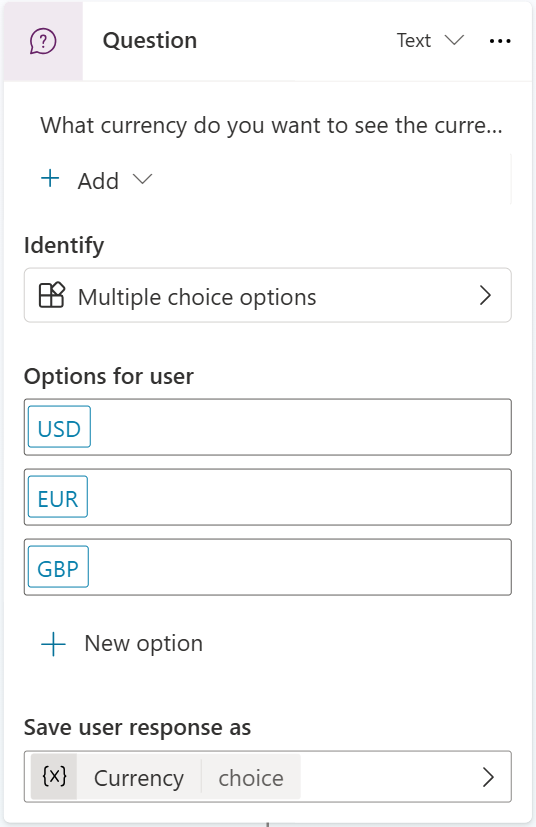 Question Text
What currency do you want to see the curre...
Add
Identify
Multiple choice options
Options for user
USD
EUR
GBP
New option
Save user response as
{x} Currency choice